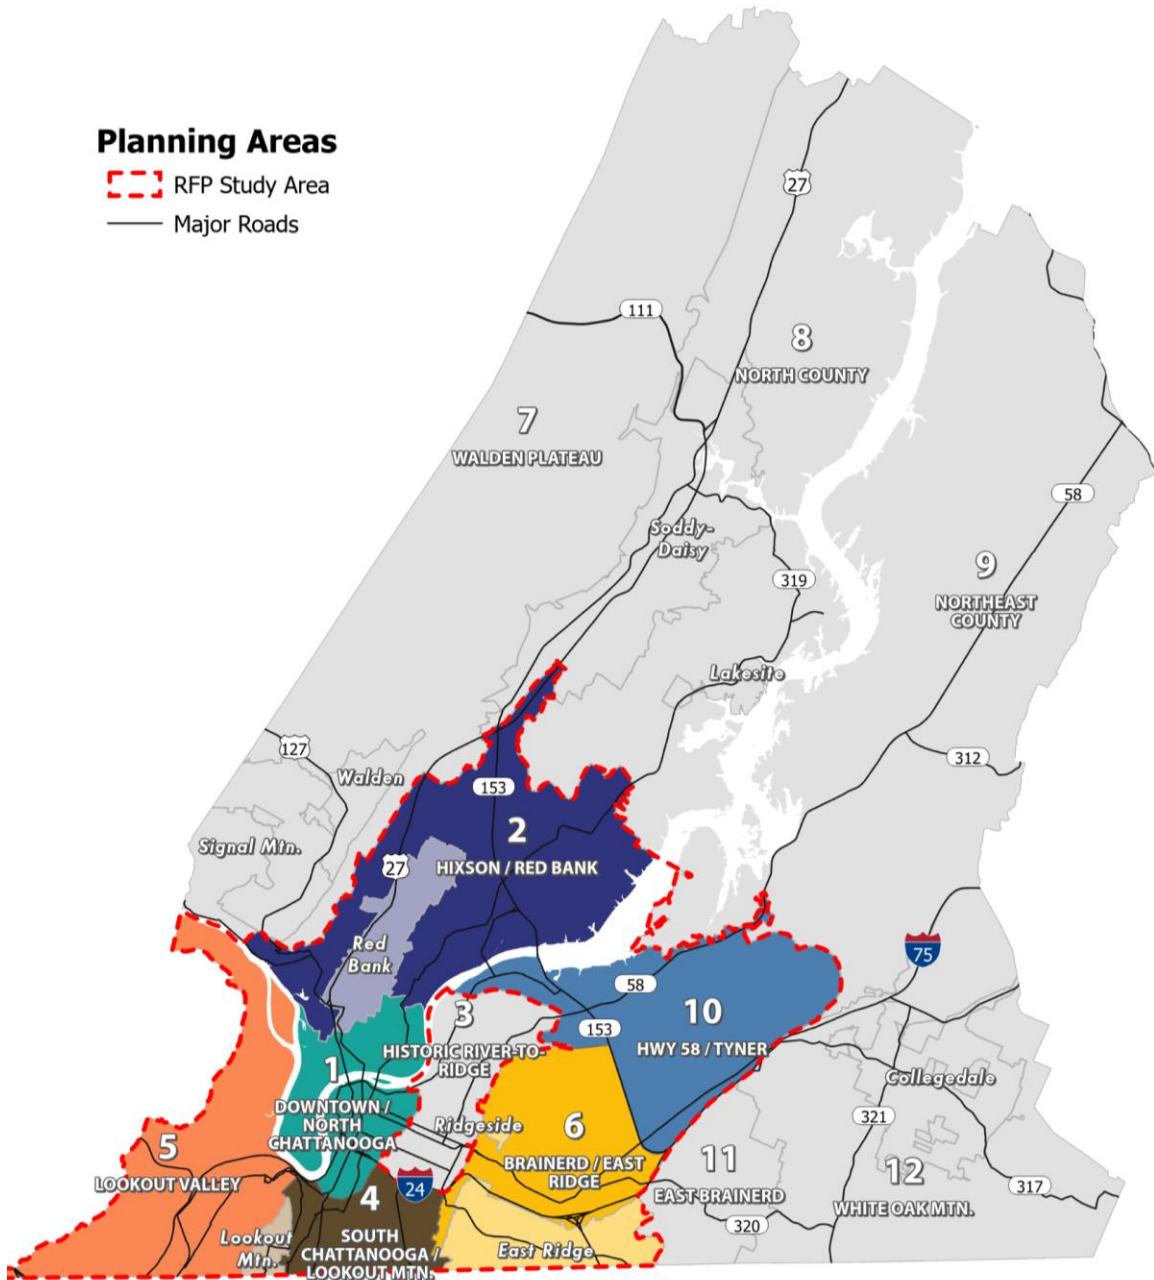 Planning Areas
RFP Study Area
Major Roads
27
111
8
NORTH COUNTY
7
WALDEN PLATEAU
58
Soddy-
Daisy
319
9
NORTHEAST
COUNTY
Lakesite
127
Walden
153
312
Signal Mtn.
2
HIXSON / RED BANK
27
Red
Bank
75
58
3
10
153
HISTORIC RIVER-TO-
RIDGE
HWY 58 / TYNER
1
DOWNTOWN /
NORTH
CHATTANOOGA
Collegedale
321
Ridgeside
6
BRAINERD / EAST
RIDGE
5
LOOKOUT VALLEY
11
EAST BRAINERD
12
WHITE OAK MTN.
317
24
4
SOUTH
CHATTANOOGA /
LOOKOUT MTN.
Lookout
Mtn.
East Ridge
320